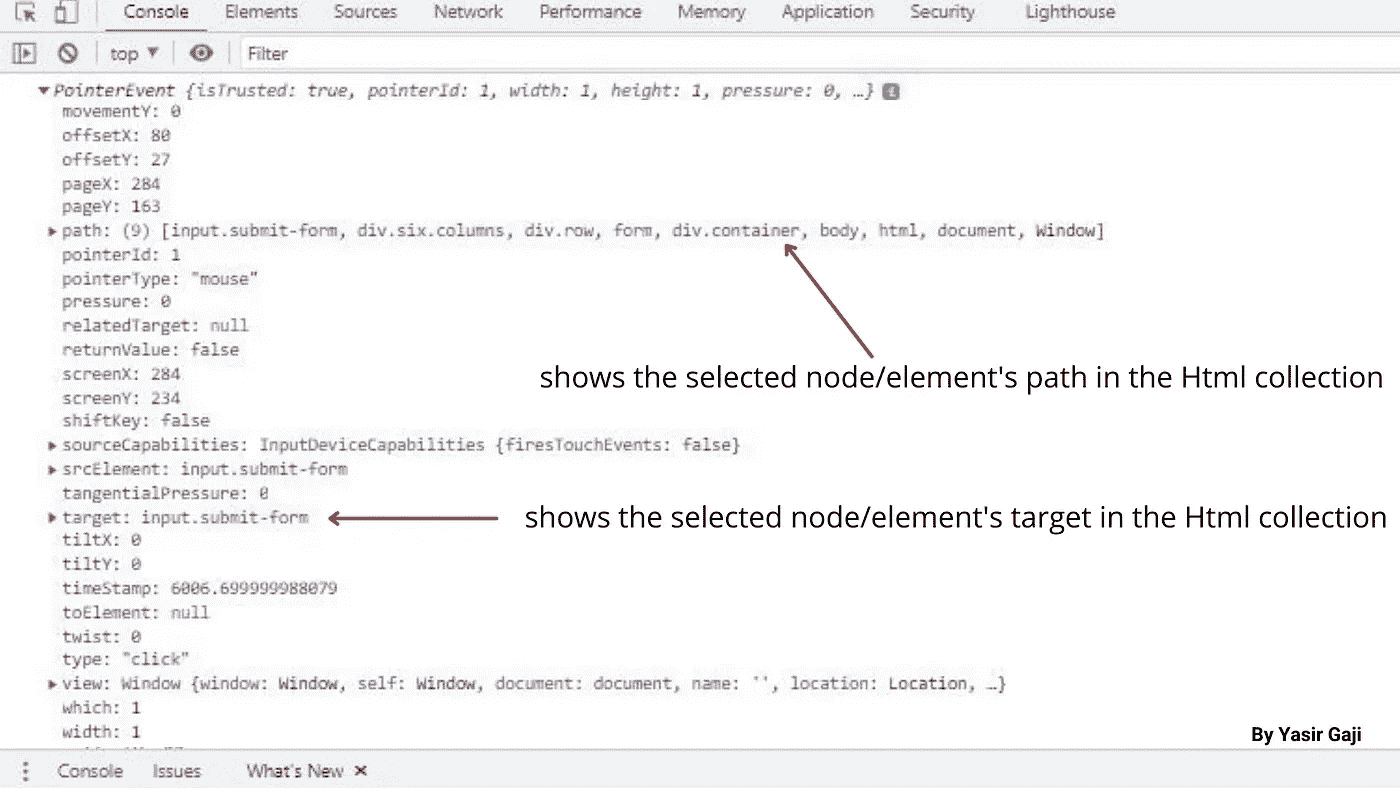 Console Elements Sources Network Performance Memory Application Security Lighthouse
top ▼ Filter
▼PointerEvent {isTrusted: true, pointerId: 1, width: 1, height: 1, pressure: 0, …} i
movementY: 0
offsetX: 80
offsetY: 27
pageX: 284
pageY: 163
▶path: (9) [input.submit-form, div.six.columns, div.row, form, div.container, body, html, document, Window]
pointerId: 1
pointerType: "mouse"
pressure: 0
relatedTarget: null
returnValue: false
shows the selected node/element's path in the Html collection
screenX: 284
screenY: 234
shiftKey: false
▶sourceCapabilities: InputDeviceCapabilities {firesTouchEvents: false}
▶srcElement: input.submit-form
tangentialPressure: 0
▶target: input.submit-form
shows the selected node/element's target in the Html collection
tiltX: 0
tiltY: 0
timeStamp: 6006.699999988079
toElement: null
twist: 0
type: "click"
▶view: Window {window: Window, self: Window, document: document, name: '', location: Location, …}
which: 1
width: 1
By Yasir Gaji
Console Issues What's New ✕